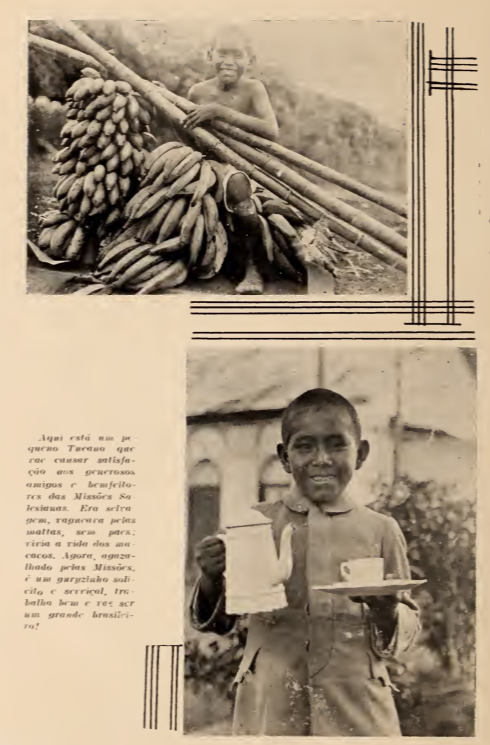 Aqui está um pe-
queno Tucano que
vae causar satisfa-
ção aos generosos
amigos e bemfeito-
res das Missões Sa-
lesianas. Era selva
gem, vagueava pelas
mattas, sem paes;
vivia a vida dos ma-
cacos. Agora, agaza-
lhado pelas Missões,
é um guryzinho soli-
cito e serviçal, tra-
balha bem e vae ser
um grande brasilei-
ro!